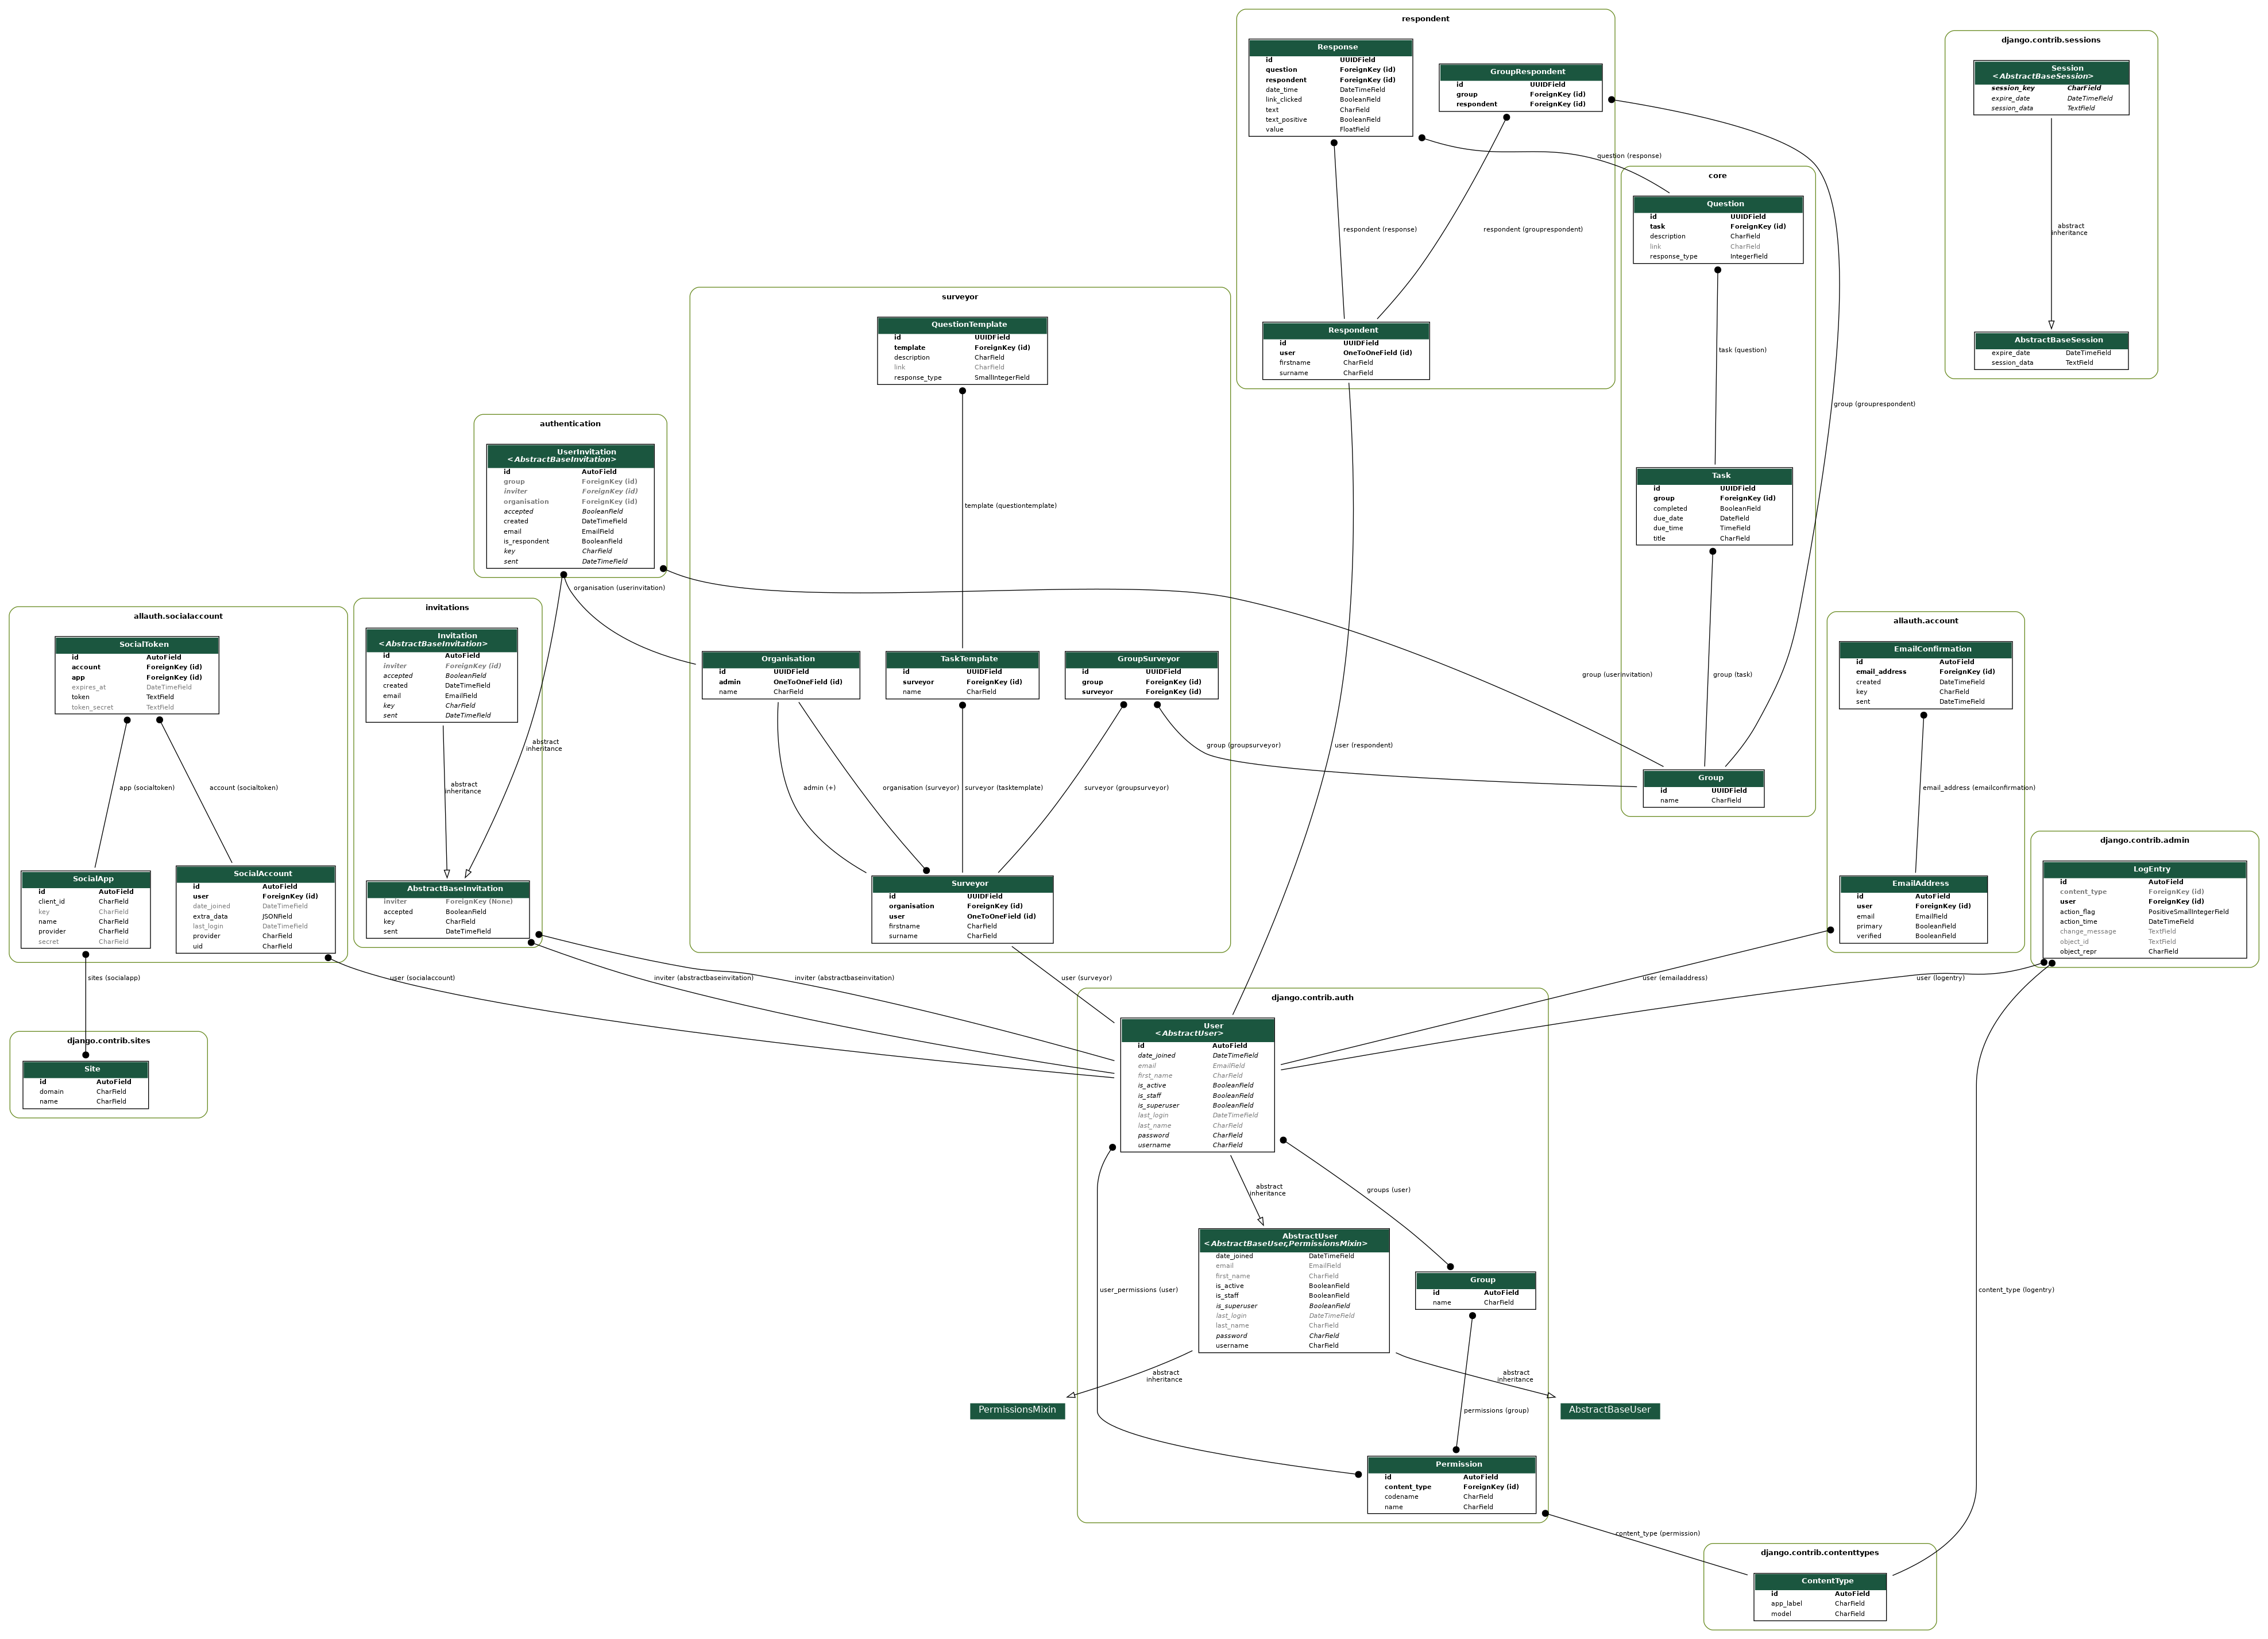 respondent
Response
id UUIDField
question ForeignKey (id)
respondent ForeignKey (id)
date_time DateTimeField
link_clicked BooleanField
text CharField
text_positive BooleanField
value FloatField
GroupRespondent
id UUIDField
group ForeignKey (id)
respondent ForeignKey (id)
respondent (response)
respondent (grouprespondent)
Respondent
id UUIDField
user OneToOneField (id)
firstname CharField
surname CharField
question (response)
core
Question
id UUIDField
task ForeignKey (id)
description CharField
link CharField
response_type IntegerField
task (question)
group (grouprespondent)
Task
id UUIDField
group ForeignKey (id)
completed BooleanField
due_date DateField
due_time TimeField
title CharField
group (userinvitation)
group (task)
Group
id UUIDField
name CharField
django.contrib.sessions
Session
<AbstractBaseSession>
session_key CharField
expire_date DateTimeField
session_data TextField
abstract
inheritance
AbstractBaseSession
expire_date DateTimeField
session_data TextField
surveyor
QuestionTemplate
id UUIDField
template ForeignKey (id)
description CharField
link CharField
response_type SmallIntegerField
template (questiontemplate)
Organisation
id UUIDField
admin OneToOneField (id)
name CharField
TaskTemplate
id UUIDField
surveyor ForeignKey (id)
name CharField
GroupSurveyor
id UUIDField
group ForeignKey (id)
surveyor ForeignKey (id)
group (groupsurveyor)
user (respondent)
admin (+)
organisation (surveyor)
surveyor (tasktemplate)
surveyor (groupsurveyor)
Surveyor
id UUIDField
organisation ForeignKey (id)
user OneToOneField (id)
firstname CharField
surname CharField
authentication
UserInvitation
<AbstractBaseInvitation>
id AutoField
group ForeignKey (id)
inviter ForeignKey (id)
organisation ForeignKey (id)
accepted BooleanField
created DateTimeField
email EmailField
is_respondent BooleanField
key CharField
sent DateTimeField
organisation (userinvitation)
invitations
Invitation
<AbstractBaseInvitation>
id AutoField
inviter ForeignKey (id)
accepted BooleanField
created DateTimeField
email EmailField
key CharField
sent DateTimeField
abstract
inheritance
abstract
inheritance
AbstractBaseInvitation
inviter ForeignKey (None)
accepted BooleanField
key CharField
sent DateTimeField
allauth.socialaccount
SocialToken
id AutoField
account ForeignKey (id)
app ForeignKey (id)
expires_at DateTimeField
token TextField
token_secret TextField
app (socialtoken)
account (socialtoken)
SocialApp
id AutoField
client_id CharField
key CharField
name CharField
provider CharField
secret CharField
SocialAccount
id AutoField
user ForeignKey (id)
date_joined DateTimeField
extra_data JSONField
last_login DateTimeField
provider CharField
uid CharField
sites (socialapp)
django.contrib.sites
Site
id AutoField
domain CharField
name CharField
allauth.account
EmailConfirmation
id AutoField
email_address ForeignKey (id)
created DateTimeField
key CharField
sent DateTimeField
email_address (emailconfirmation)
EmailAddress
id AutoField
user ForeignKey (id)
email EmailField
primary BooleanField
verified BooleanField
django.contrib.admin
LogEntry
id AutoField
content_type ForeignKey (id)
user ForeignKey (id)
action_flag PositiveSmallIntegerField
action_time DateTimeField
change_message TextField
object_id TextField
object_repr CharField
user (socialaccount)
inviter (abstractbaseinvitation)
inviter (abstractbaseinvitation)
user (surveyor)
user (emailaddress)
user (logentry)
django.contrib.auth
User
<AbstractUser>
id AutoField
date_joined DateTimeField
email EmailField
first_name CharField
is_active BooleanField
is_staff BooleanField
is_superuser BooleanField
last_login DateTimeField
last_name CharField
password CharField
username CharField
abstract
inheritance
groups (user)
user_permissions (user)
AbstractUser
<AbstractBaseUser,PermissionsMixin>
date_joined DateTimeField
email EmailField
first_name CharField
is_active BooleanField
is_staff BooleanField
is_superuser BooleanField
last_login DateTimeField
last_name CharField
password CharField
username CharField
Group
id AutoField
name CharField
abstract
inheritance
abstract
inheritance
PermissionsMixin
AbstractBaseUser
permissions (group)
Permission
id AutoField
content_type ForeignKey (id)
codename CharField
name CharField
content_type (logentry)
content_type (permission)
django.contrib.contenttypes
ContentType
id AutoField
app_label CharField
model CharField